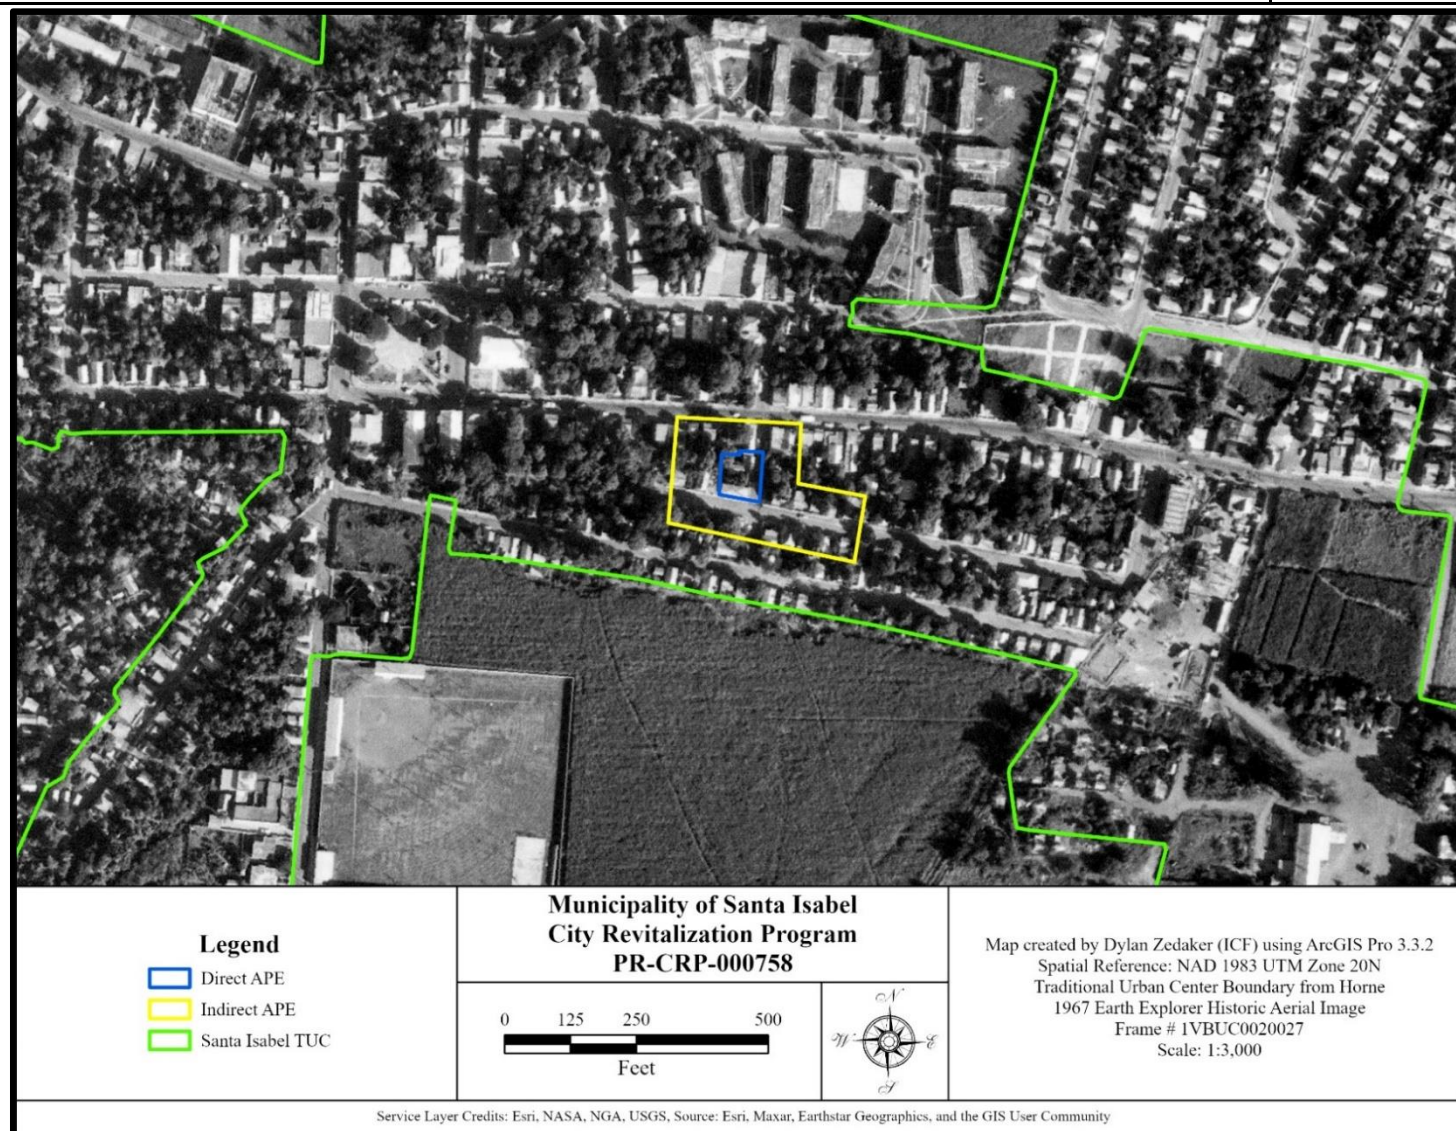 Legend
Direct APE
Indirect APE
Santa Isabel TUC
Municipality of Santa Isabel
City Revitalization Program
PR-CRP-000758
0 125 250 500
Feet
N
W E
S
Map created by Dylan Zedaker (ICF) using ArcGIS Pro 3.3.2
Spatial Reference: NAD 1983 UTM Zone 20N
Traditional Urban Center Boundary from Horne
1967 Earth Explorer Historic Aerial Image
Frame # 1VBUC0020027
Scale: 1:3,000
Service Layer Credits: Esri, NASA, NGA, USGS, Source: Esri, Maxar, Earthstar Geographics, and the GIS User Community